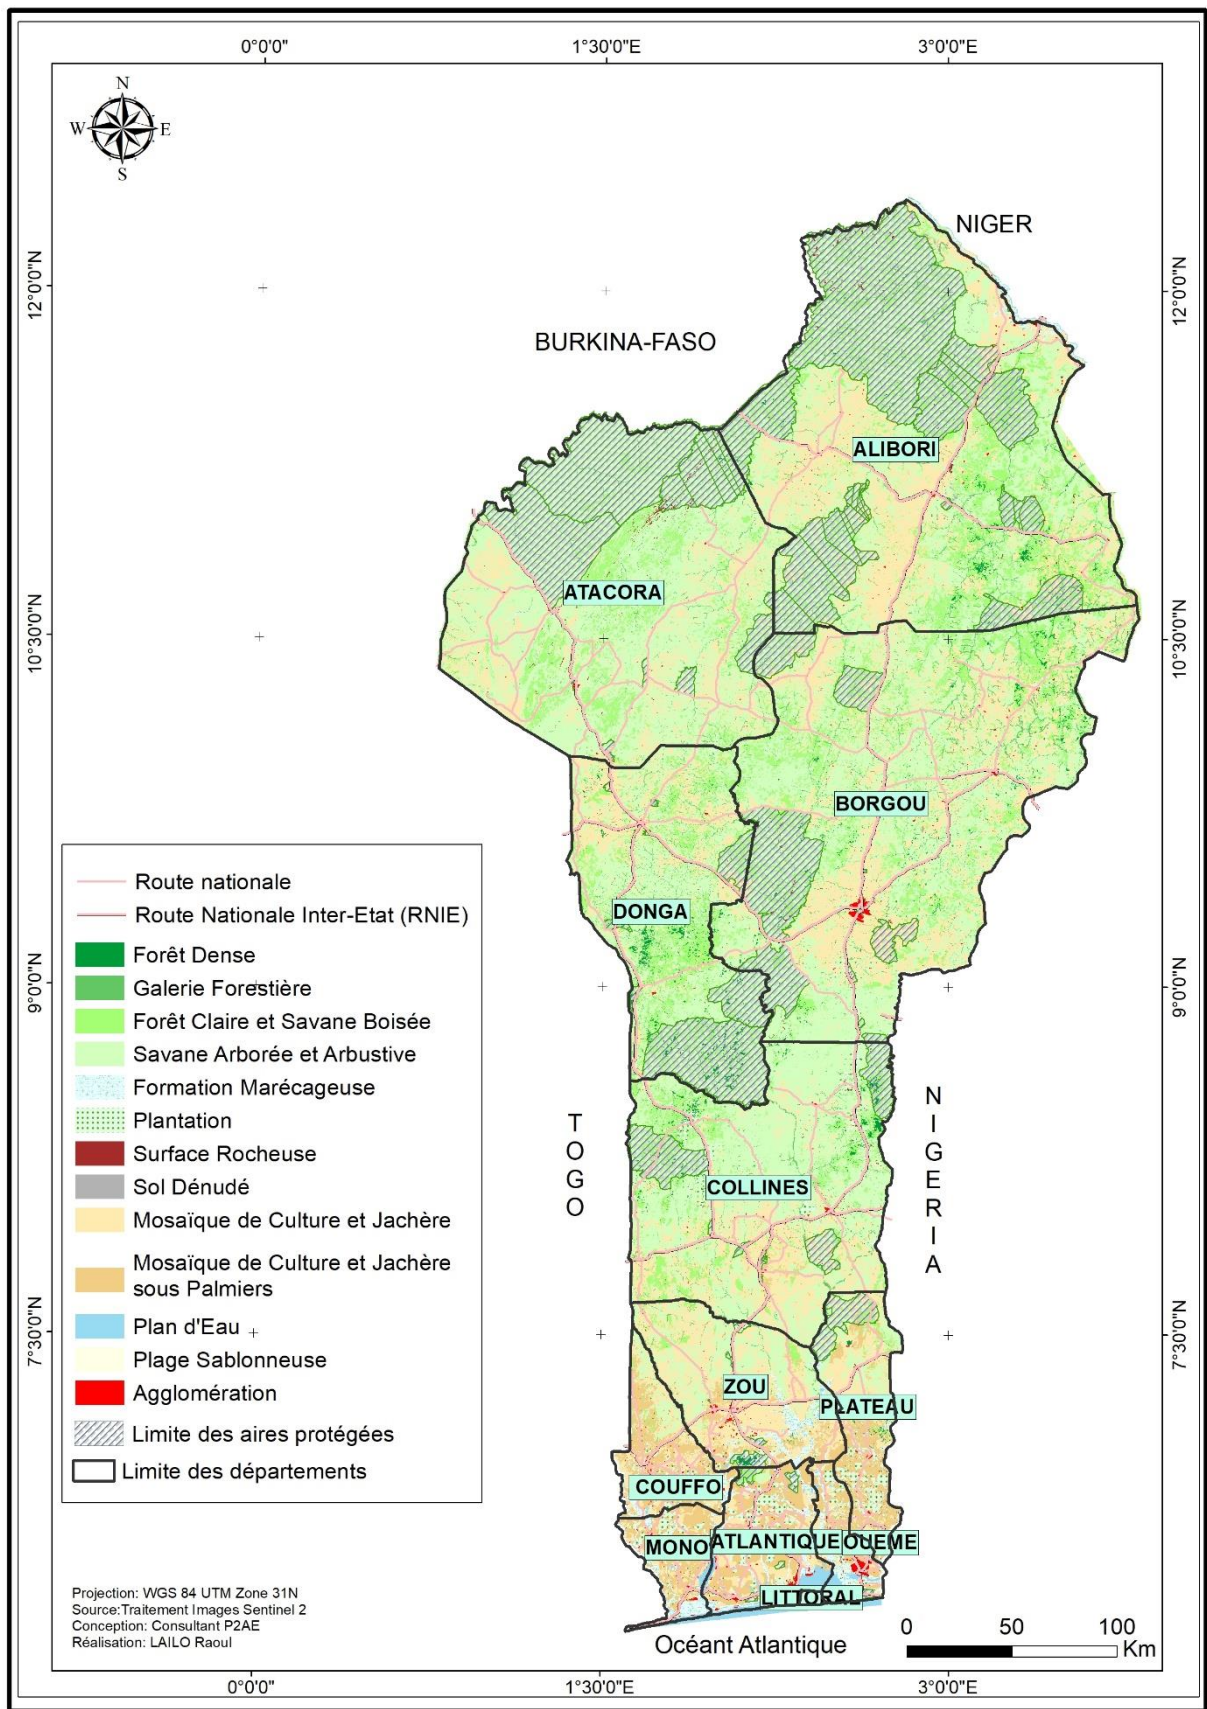 0°0'0"
1°30'0"E
3°0'0"E
N
W
E
S
NIGER
12°0'0"N
12°0'0"N
BURKINA-FASO
ALIBORI
ATACORA
10°30'0"N
10°30'0"N
BORGOU
DONGA
9°0'0"N
9°0'0"N
TOGO
NIGERIA
COLLINES
7°30'0"N
7°30'0"N
ZOU
PLATEAU
COUFFO
MONO
ATLANTIQUE
OUEME
LITTORAL
Océant Atlantique
Route nationale
Route Nationale Inter-Etat (RNIE)
Forêt Dense
Galerie Forestière
Forêt Claire et Savane Boisée
Savane Arborée et Arbustive
Formation Marécageuse
Plantation
Surface Rocheuse
Sol Dénudé
Mosaïque de Culture et Jachère
Mosaïque de Culture et Jachère
sous Palmiers
Plan d'Eau
Plage Sablonneuse
Agglomération
Limite des aires protégées
Limite des départements
Projection: WGS 84 UTM Zone 31N
Source:Traitement Images Sentinel 2
Conception: Consultant P2AE
Réalisation: LAILO Raoul
0 50 100
Km
0°0'0"
1°30'0"E
3°0'0"E